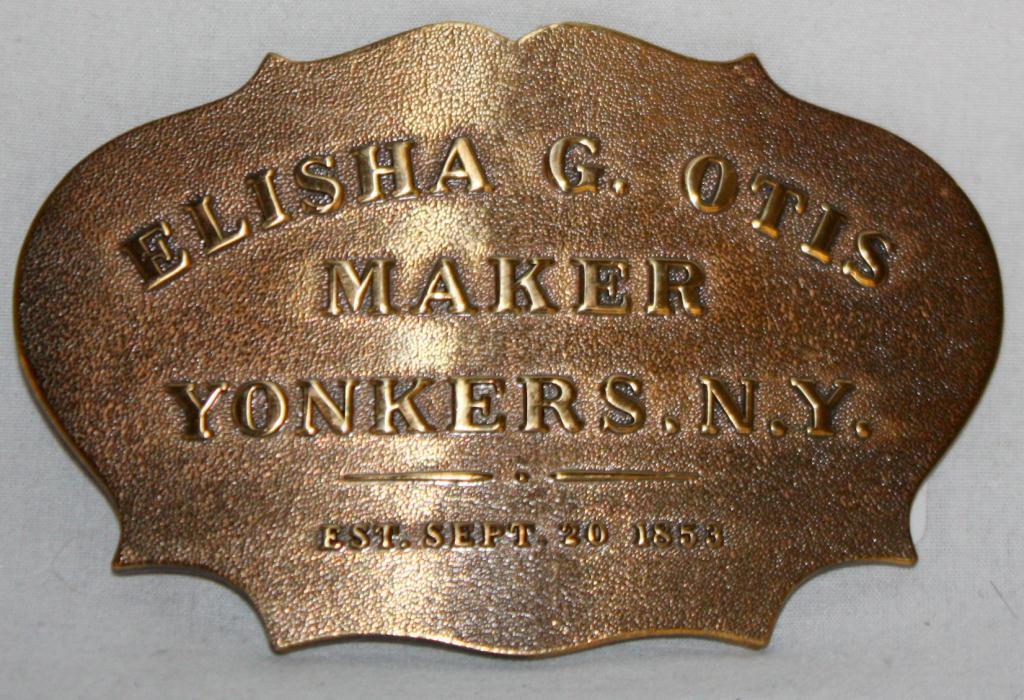 ELISHA G. OTIS
MAKER
YONKERS. N.Y.
EST. SEPT. 20 1853